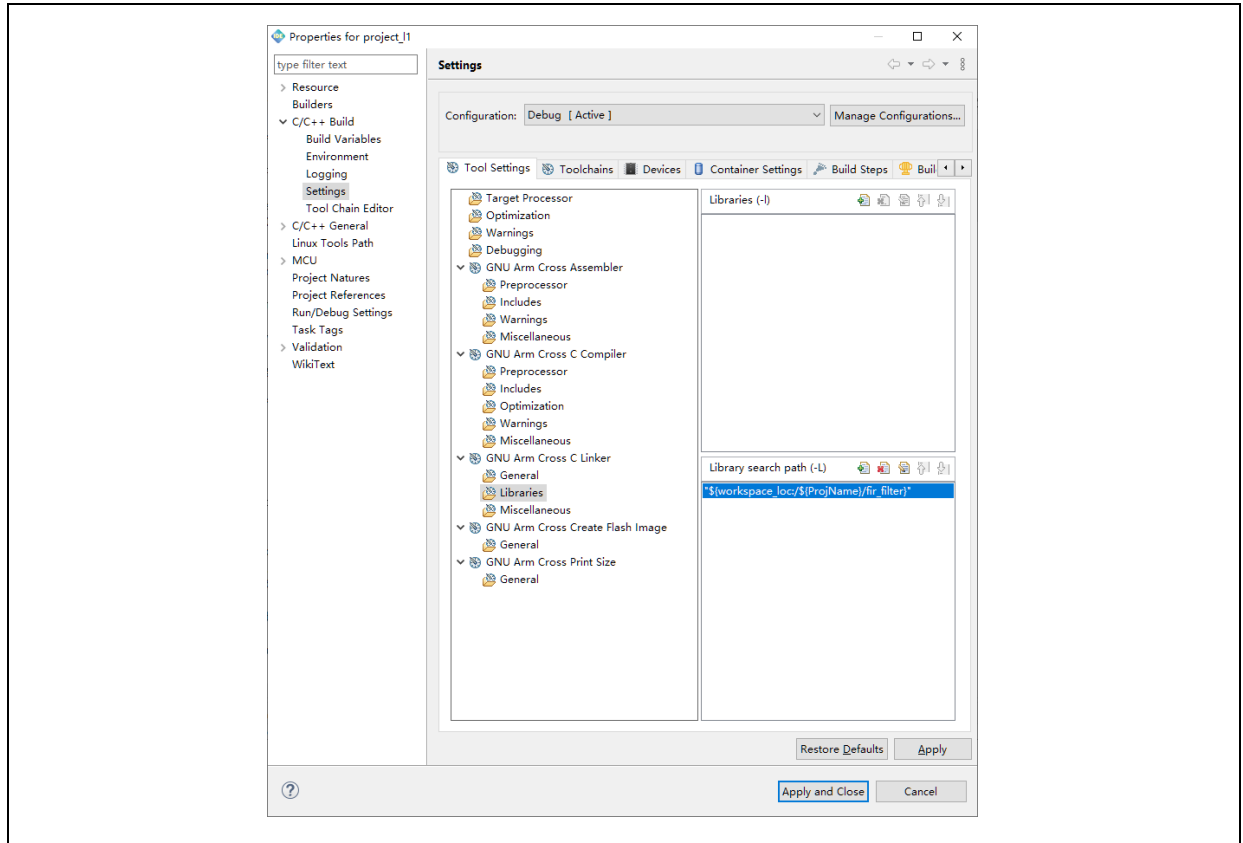 Properties for project_l1
type filter text
Resource
Builders
C/C++ Build
Build Variables
Environment
Logging
Settings
Tool Chain Editor
C/C++ General
Linux Tools Path
MCU
Project Natures
Project References
Run/Debug Settings
Task Tags
Validation
WikiText
Settings
Configuration: Debug [ Active ]
Manage Configurations...
Tool Settings
Toolchains
Devices
Container Settings
Build Steps
Buil
Target Processor
Optimization
Warnings
Debugging
GNU Arm Cross Assembler
Preprocessor
Includes
Warnings
Miscellaneous
GNU Arm Cross C Compiler
Preprocessor
Includes
Optimization
Warnings
Miscellaneous
GNU Arm Cross C Linker
General
Libraries
Miscellaneous
GNU Arm Cross Create Flash Image
General
GNU Arm Cross Print Size
General
Libraries (-l)
Library search path (-L)
"${workspace_loc:/${ProjName}/fir_filter}"
Restore Defaults
Apply
Apply and Close
Cancel